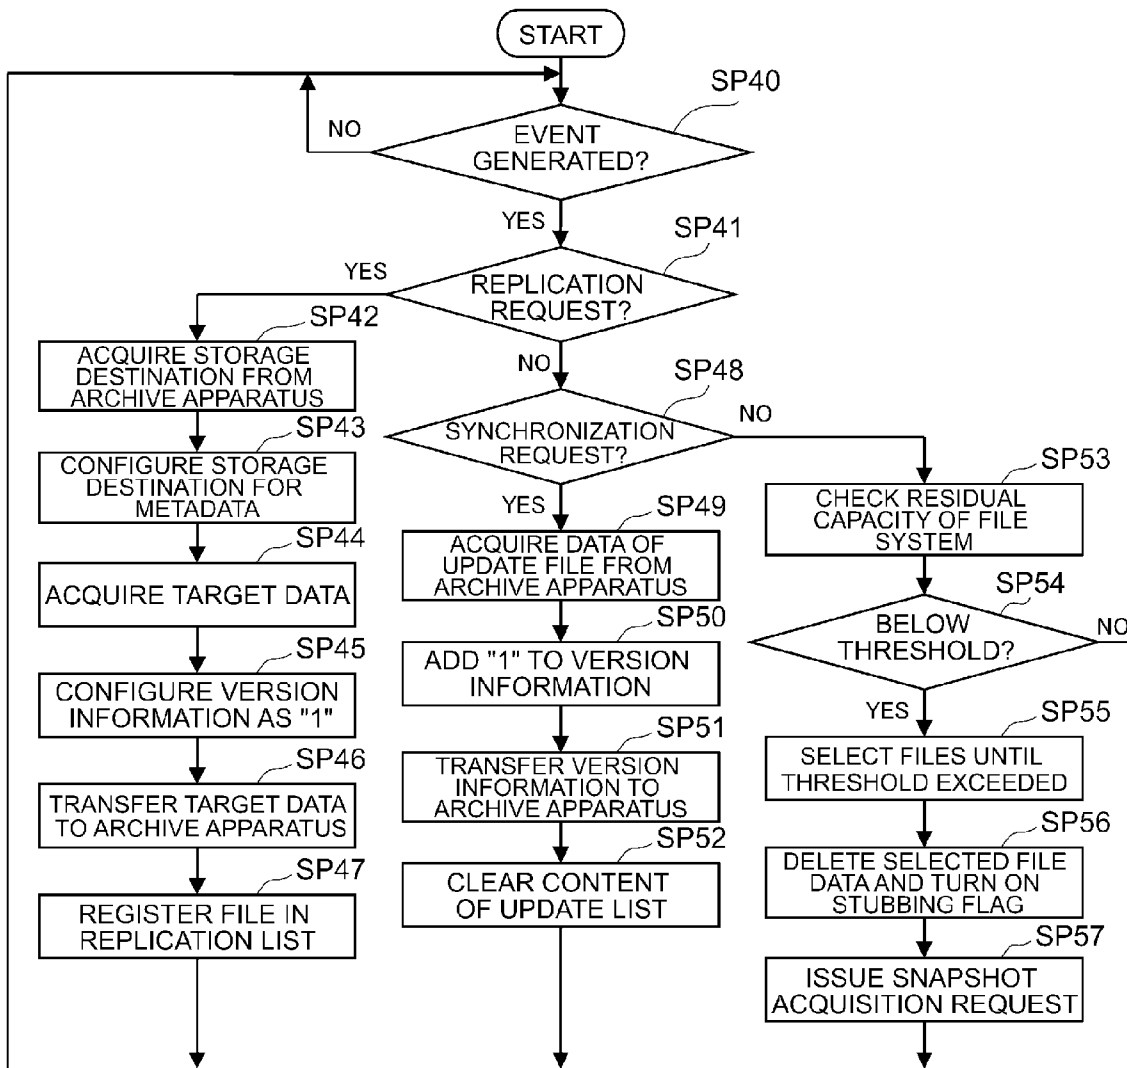 START
SP40
EVENT
GENERATED?
NO
YES
SP41
REPLICATION
REQUEST?
YES
NO
SP42
ACQUIRE STORAGE
DESTINATION FROM
ARCHIVE APPARATUS
SP43
CONFIGURE STORAGE
DESTINATION FOR
METADATA
SP44
ACQUIRE TARGET DATA
SP45
CONFIGURE VERSION
INFORMATION AS "1"
SP46
TRANSFER TARGET DATA
TO ARCHIVE APPARATUS
SP47
REGISTER FILE IN
REPLICATION LIST
SP48
SYNCHRONIZATION
REQUEST?
NO
YES
SP49
ACQUIRE DATA OF
UPDATE FILE FROM
ARCHIVE APPARATUS
SP50
ADD "1" TO VERSION
INFORMATION
SP51
TRANSFER VERSION
INFORMATION TO
ARCHIVE APPARATUS
SP52
CLEAR CONTENT
OF UPDATE LIST
SP53
CHECK RESIDUAL
CAPACITY OF FILE
SYSTEM
SP54
BELOW
THRESHOLD?
NO
YES
SP55
SELECT FILES UNTIL
THRESHOLD EXCEEDED
SP56
DELETE SELECTED FILE
DATA AND TURN ON
STUBBING FLAG
SP57
ISSUE SNAPSHOT
ACQUISITION REQUEST